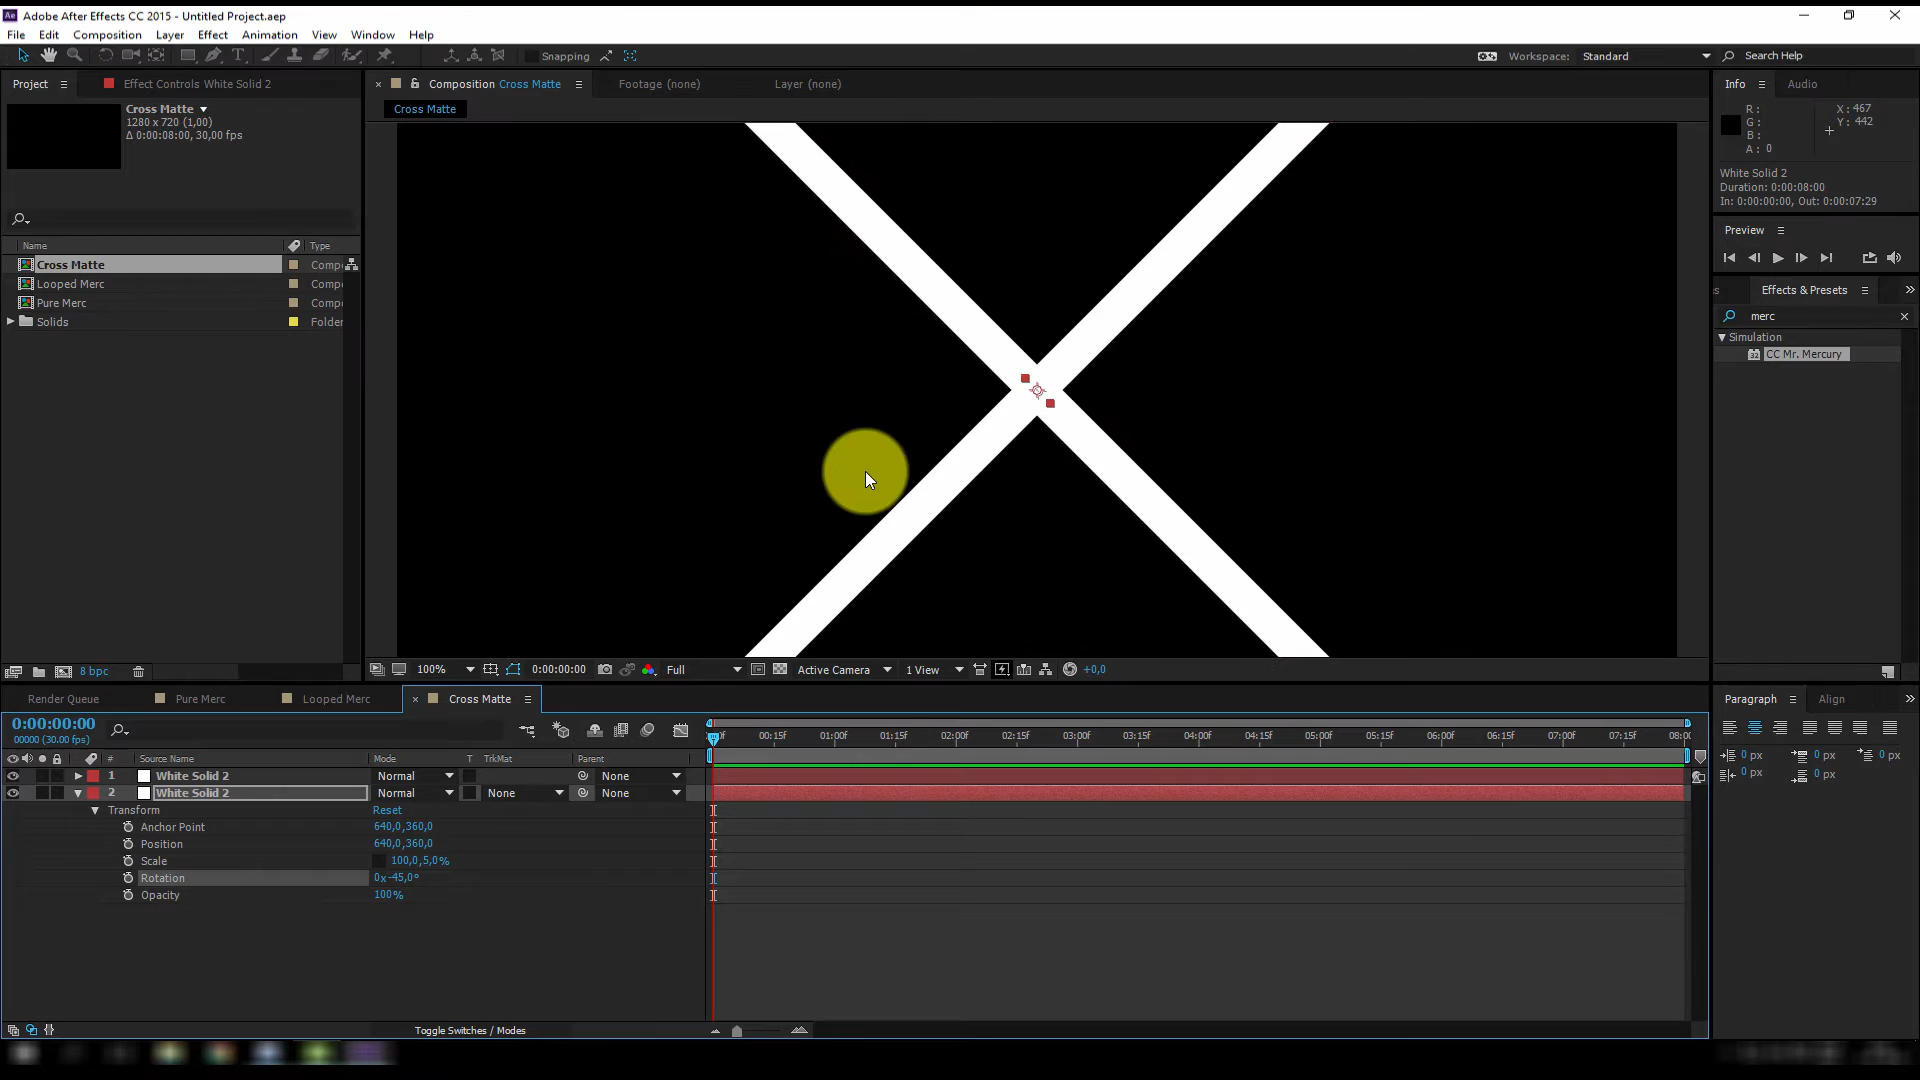 Adobe After Effects CC 2015 - Untitled Project.aep
File Edit Composition Layer Effect Animation View Window Help
Snapping
Workspace: Standard
Search Help
Project
Effect Controls White Solid 2
Composition Cross Matte
Footage (none)
Layer (none)
Info
Audio
Cross Matte
1280 x 720 (1,00)
Δ 0:00:08:00, 30,00 fps
Cross Matte
R :
G :
B :
A : 0
X : 467
Y : 442
White Solid 2
Duration: 0:00:08:00
In: 0:00:00:00, Out: 0:00:07:29
Preview
Name
Type
Cross Matte
Comp
Looped Merc
Comp
Pure Merc
Comp
Solids
Folder
s
Effects & Presets
merc
Simulation
CC Mr. Mercury
8 bpc
100%
0:00:00:00
Full
Active Camera
1 View
+0,0
Render Queue
Pure Merc
Looped Merc
Cross Matte
Paragraph
Align
0:00:00:00
00000 (30.00 fps)
# Source Name Mode T TrkMat Parent
00:15f 01:00f 01:15f 02:00f 02:15f 03:00f 03:15f 04:00f 04:15f 05:00f 05:15f 06:00f 06:15f 07:00f 07:15f 08:00
1 White Solid 2 Normal None
2 White Solid 2 Normal None None
Transform Reset
Anchor Point 640,0,360,0
Position 640,0,360,0
Scale 100,0,5,0%
Rotation 0x-45,0°
Opacity 100%
0 px 0 px 0 px
0 px 0 px
Toggle Switches / Modes